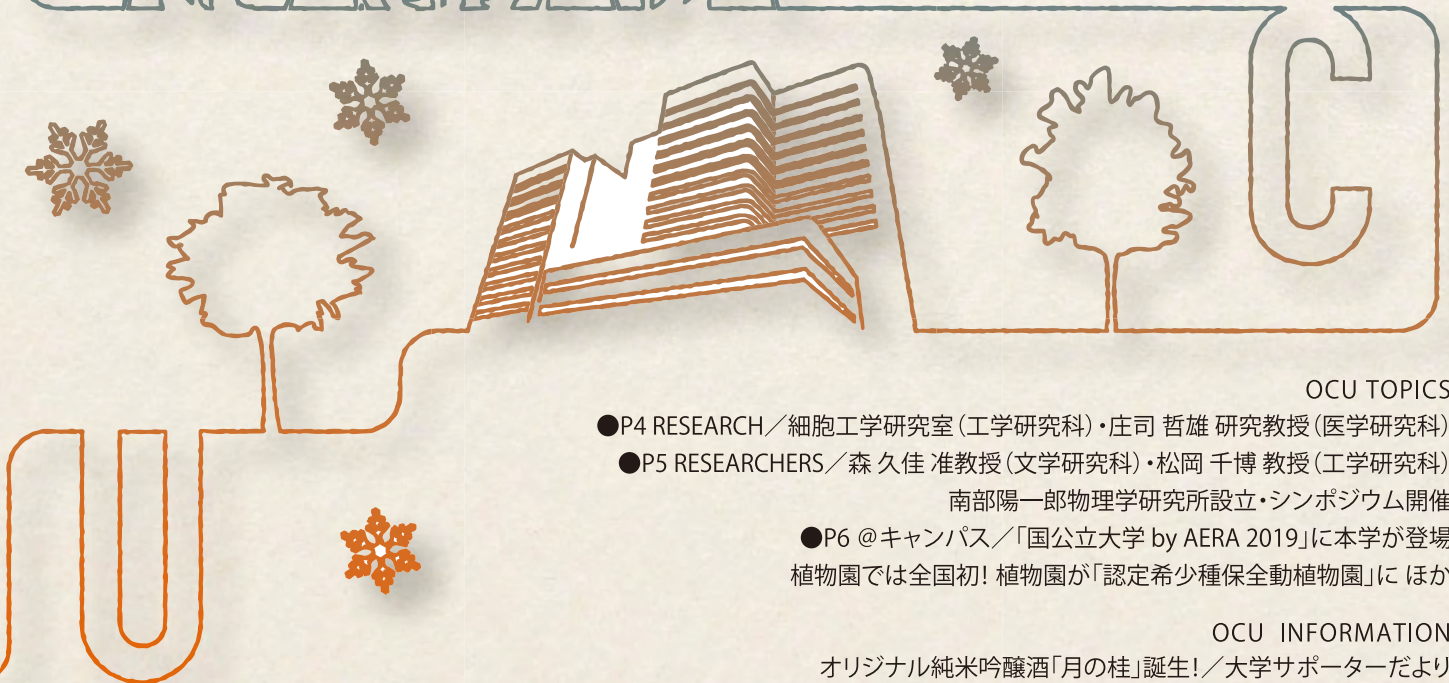 C
OCU TOPICS
●P4 RESEARCH／細胞工学研究室（工学研究科）・庄司 哲雄 研究教授（医学研究科）
●P5 RESEARCHERS／森 久佳 准教授（文学研究科）・松岡 千博 教授（工学研究科）
南部陽一郎物理学研究所設立・シンポジウム開催
●P6 @キャンパス／「国公立大学 by AERA 2019」に本学が登場
植物園では全国初! 植物園が「認定希少種保全動植物園」に ほか
U
OCU INFORMATION
オリジナル純米吟醸酒「月の桂」誕生!／大学サポーターだより